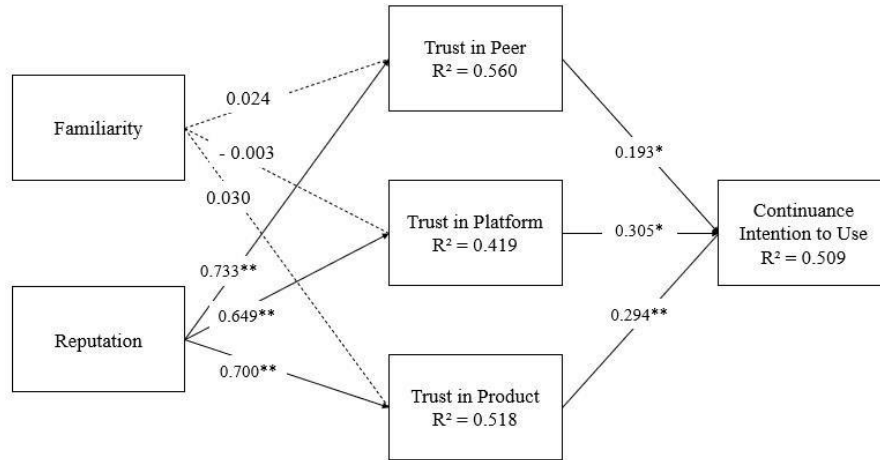 Trust in Peer
R² = 0.560
Familiarity
0.024
- 0.003
0.030
0.193*
Trust in Platform
R² = 0.419
0.305*
Continuance
Intention to Use
R² = 0.509
0.733**
0.649**
0.700**
Reputation
0.294**
Trust in Product
R² = 0.518